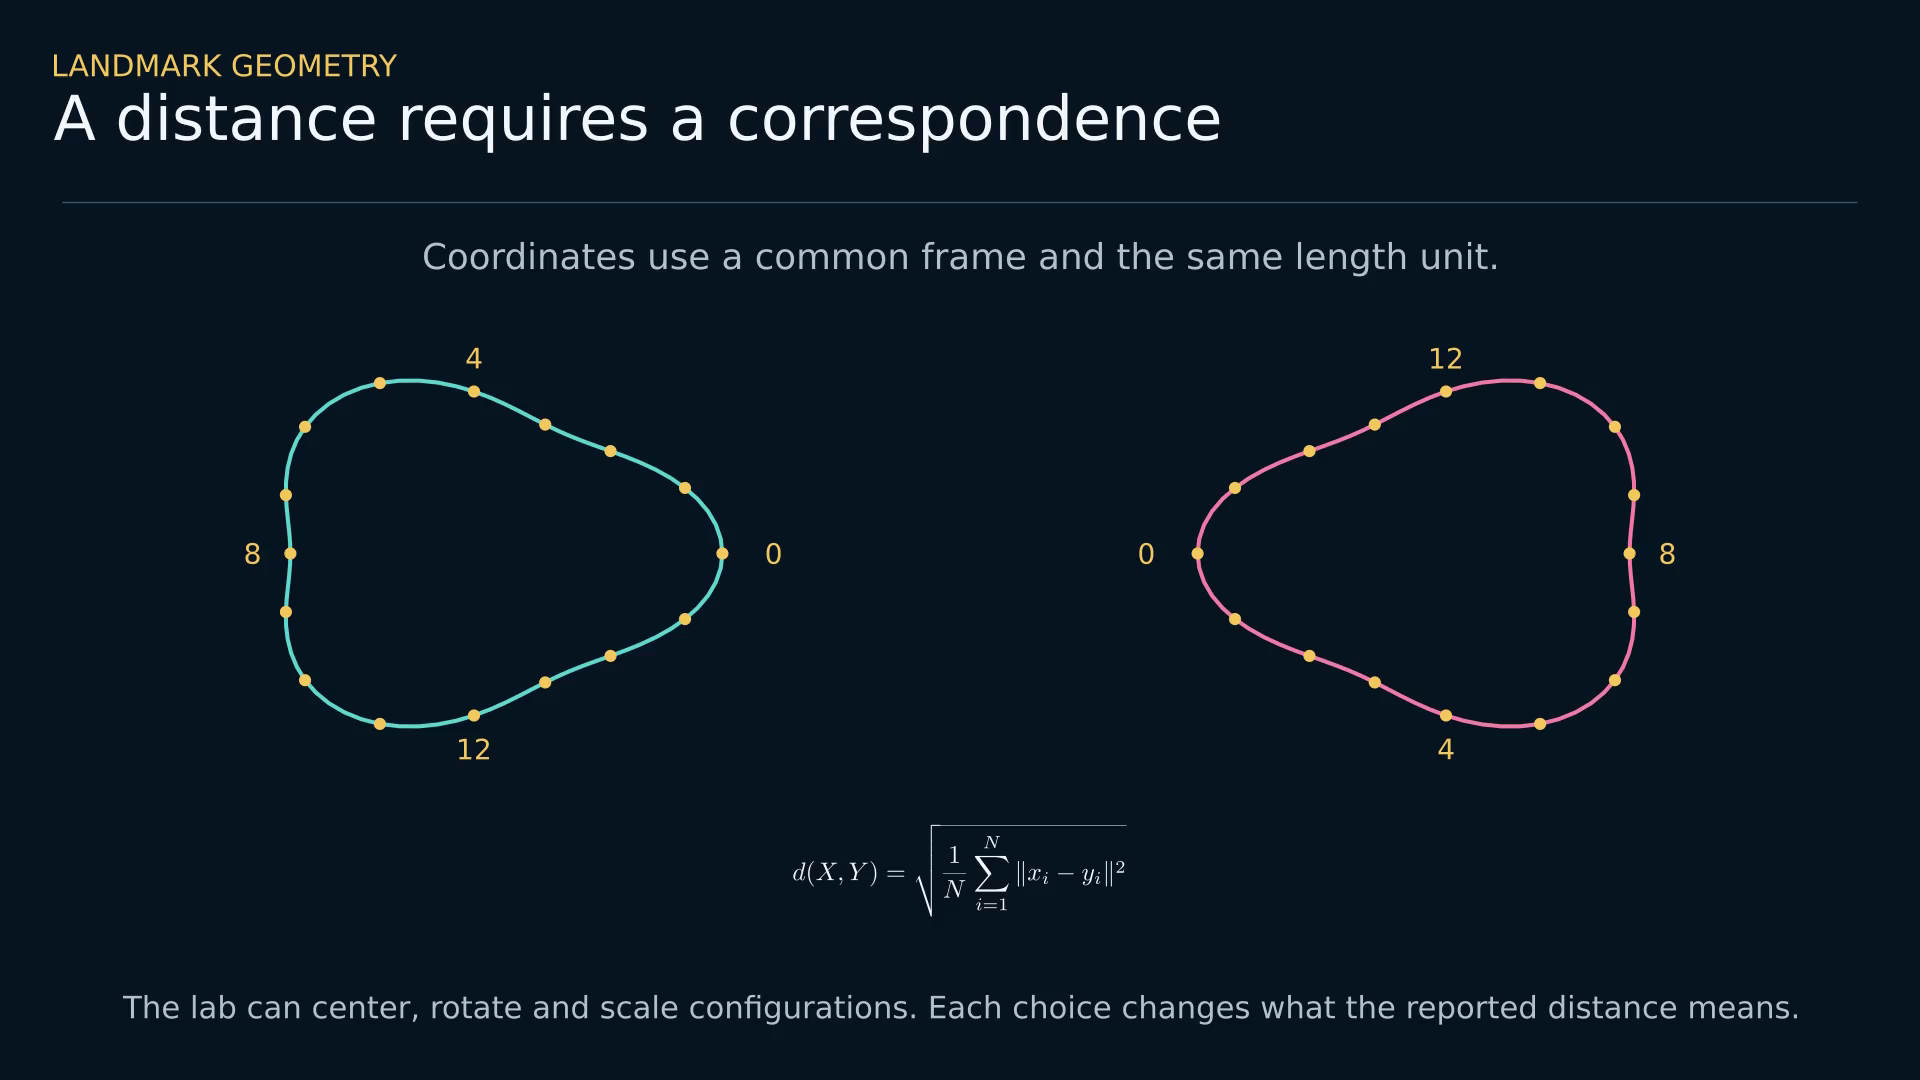 LANDMARK GEOMETRY
A distance requires a correspondence
Coordinates use a common frame and the same length unit.
4
12
8
0
0
8
12
4
d(X, Y) = √(1/N ∑_{i=1}^{N} ‖x_i − y_i‖²)
The lab can center, rotate and scale configurations. Each choice changes what the reported distance means.